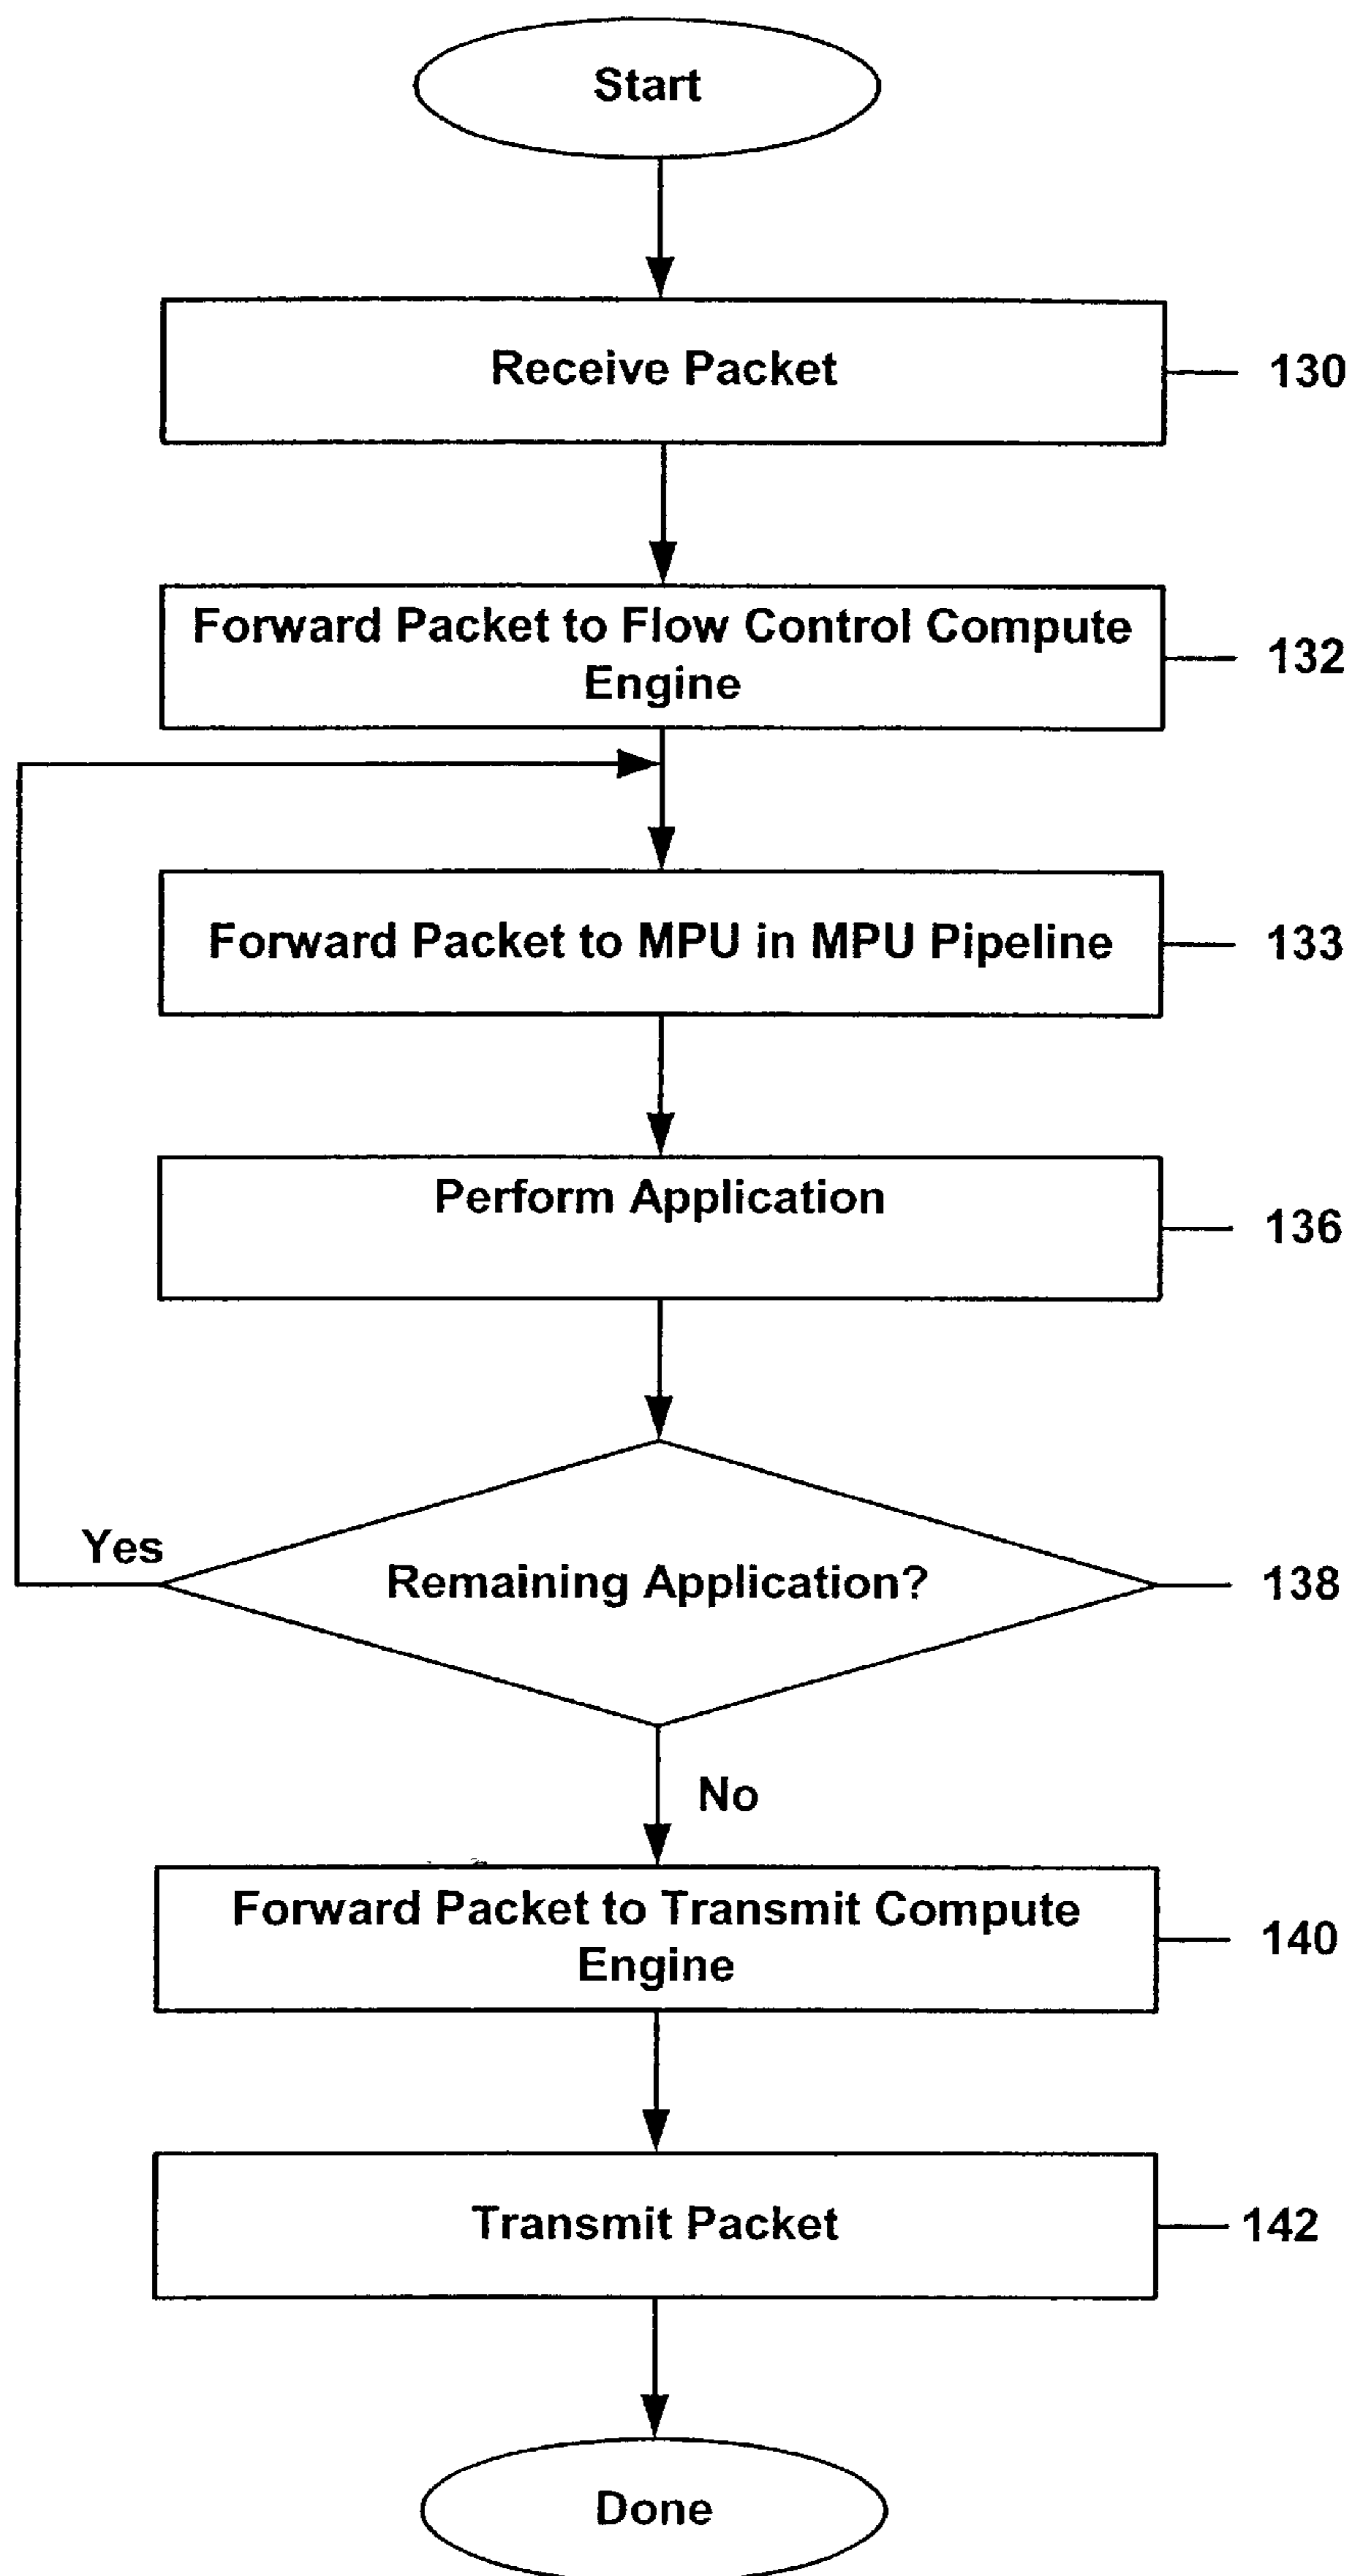 Start
Receive Packet
130
Forward Packet to Flow Control Compute
Engine
132
Forward Packet to MPU in MPU Pipeline
133
Perform Application
136
Yes
Remaining Application?
138
No
Forward Packet to Transmit Compute
Engine
140
Transmit Packet
142
Done